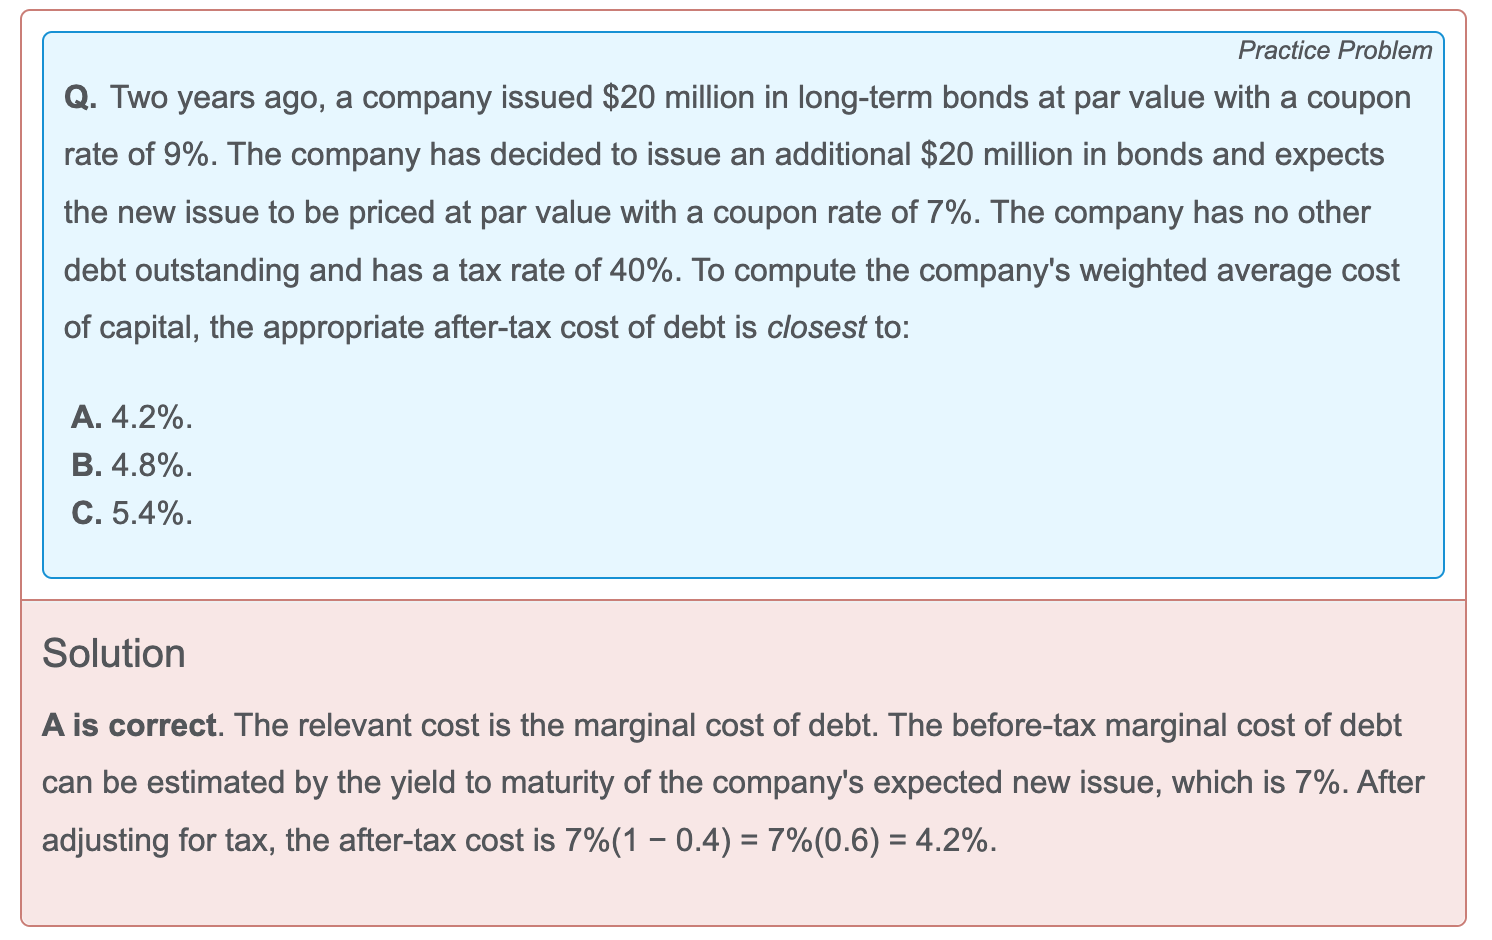 Practice Problem
Q. Two years ago, a company issued $20 million in long-term bonds at par value with a coupon
rate of 9%. The company has decided to issue an additional $20 million in bonds and expects
the new issue to be priced at par value with a coupon rate of 7%. The company has no other
debt outstanding and has a tax rate of 40%. To compute the company's weighted average cost
of capital, the appropriate after-tax cost of debt is closest to:
A. 4.2%.
B. 4.8%.
C. 5.4%.
Solution
A is correct. The relevant cost is the marginal cost of debt. The before-tax marginal cost of debt
can be estimated by the yield to maturity of the company's expected new issue, which is 7%. After
adjusting for tax, the after-tax cost is 7%(1 − 0.4) = 7%(0.6) = 4.2%.